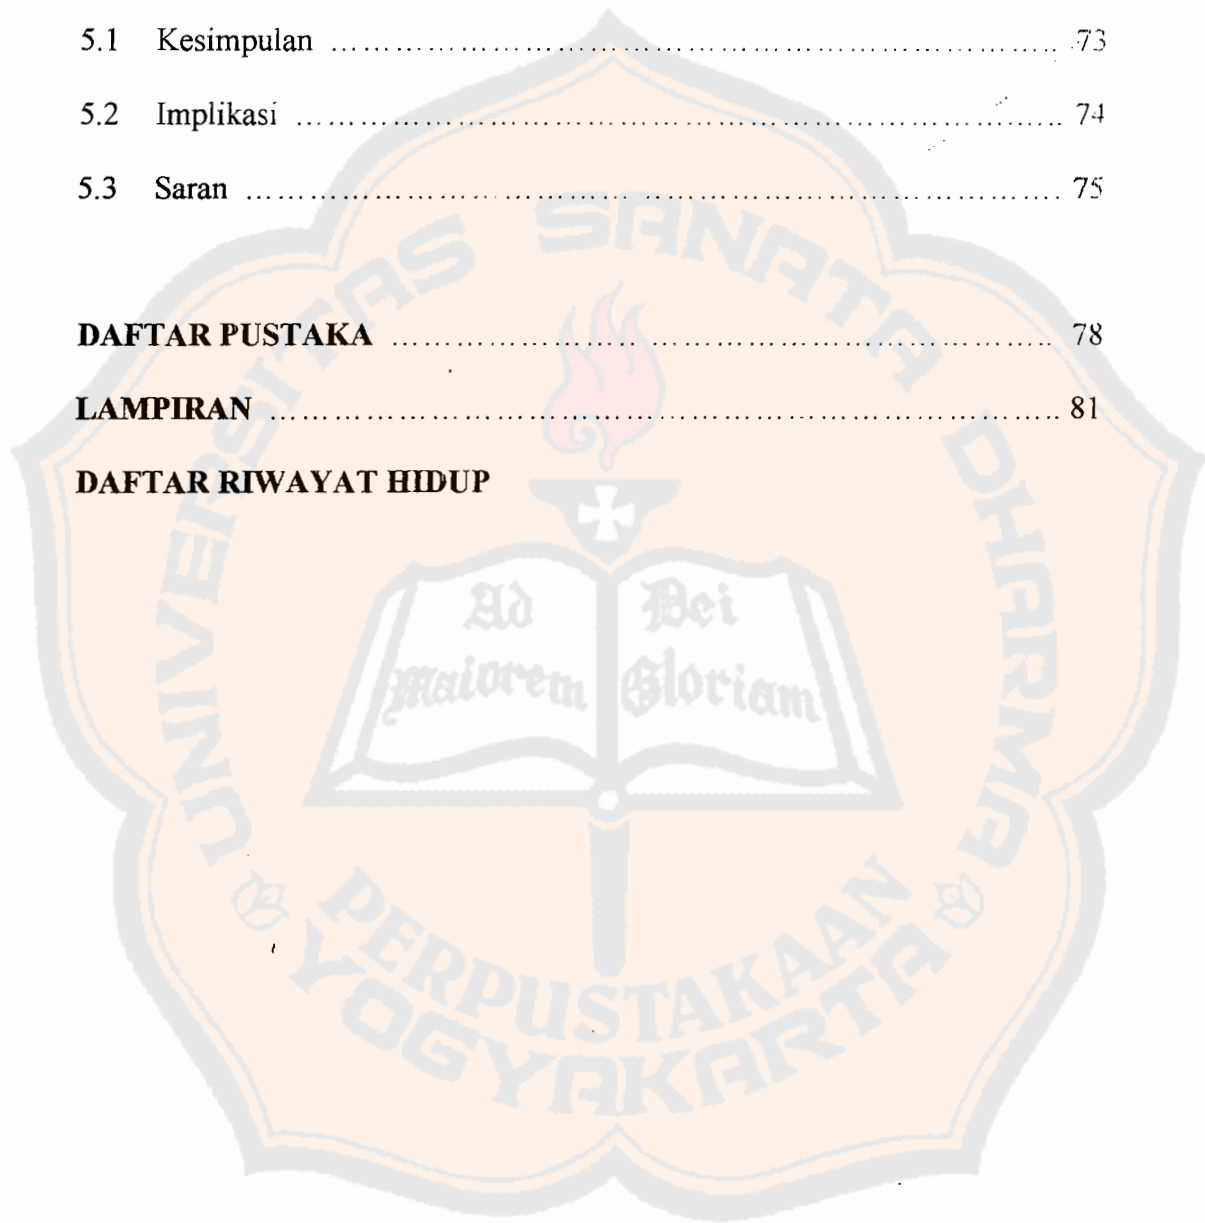 5.1 Kesimpulan ........................................................ 73
5.2 Implikasi ........................................................ 74
5.3 Saran ........................................................ 75
DAFTAR PUSTAKA ........................................................ 78
LAMPIRAN ........................................................ 81
DAFTAR RIWAYAT HIDUP
UNIVERSITAS SANATA DHARMA
Ad Dei
Maiorem Gloriam
PERPUSTAKAAN
YOGYAKARTA